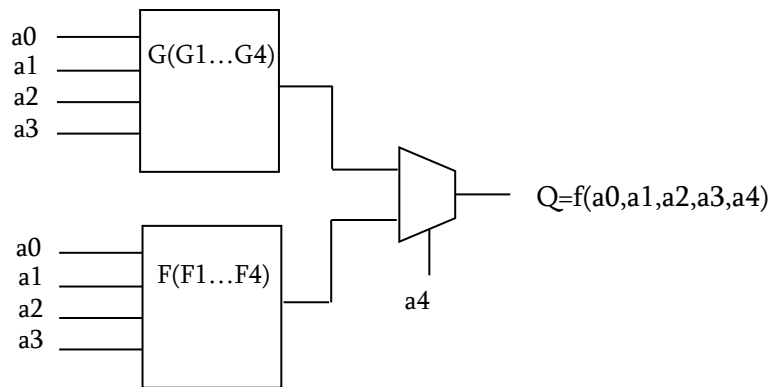 a0
a1
a2
a3
G(G1...G4)
Q=f(a0,a1,a2,a3,a4)
a0
a1
a2
a3
F(F1...F4)
a4